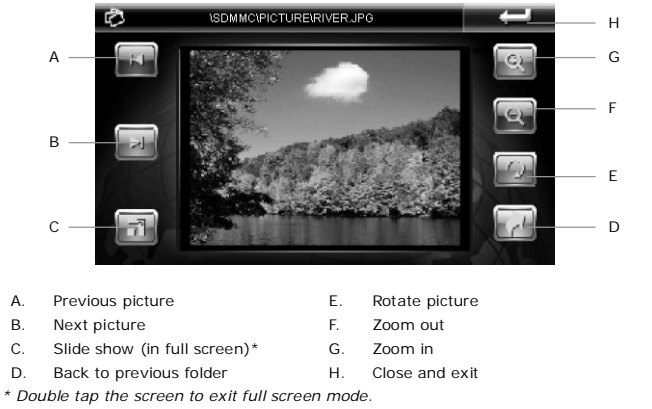 \SDMMC\PICTURE\RIVER.JPG
H
A
G
F
B
E
C
D
A. Previous picture
B. Next picture
C. Slide show (in full screen)*
D. Back to previous folder
E. Rotate picture
F. Zoom out
G. Zoom in
H. Close and exit
* Double tap the screen to exit full screen mode.